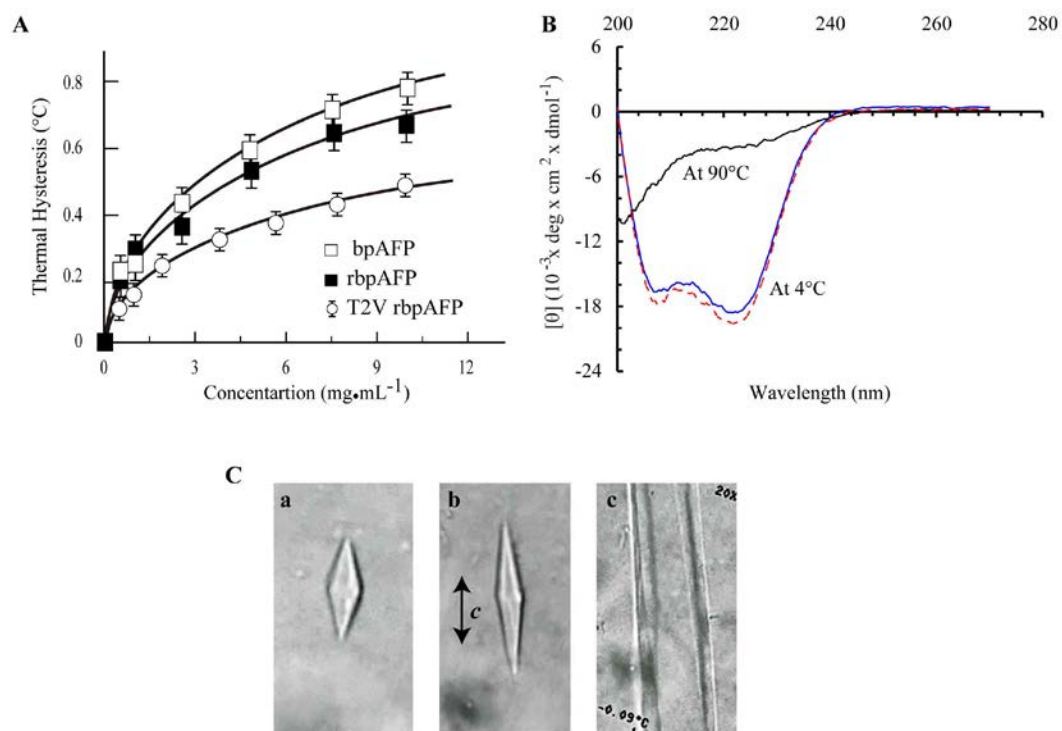 A
Thermal Hysteresis (°C)
0.8
0.6
0.4
0.2
0
0 3 6 9 12
Concentartion (mg•mL⁻¹)
bpAFP
rbpAFP
T2V rbpAFP
B
200 220 240 260 280
6
0
-6
-12
-18
-24
[θ] (10⁻³x deg x cm² x dmol⁻¹)
At 90°C
At 4°C
Wavelength (nm)
C
a
b
c
c
20%
-0.09°C